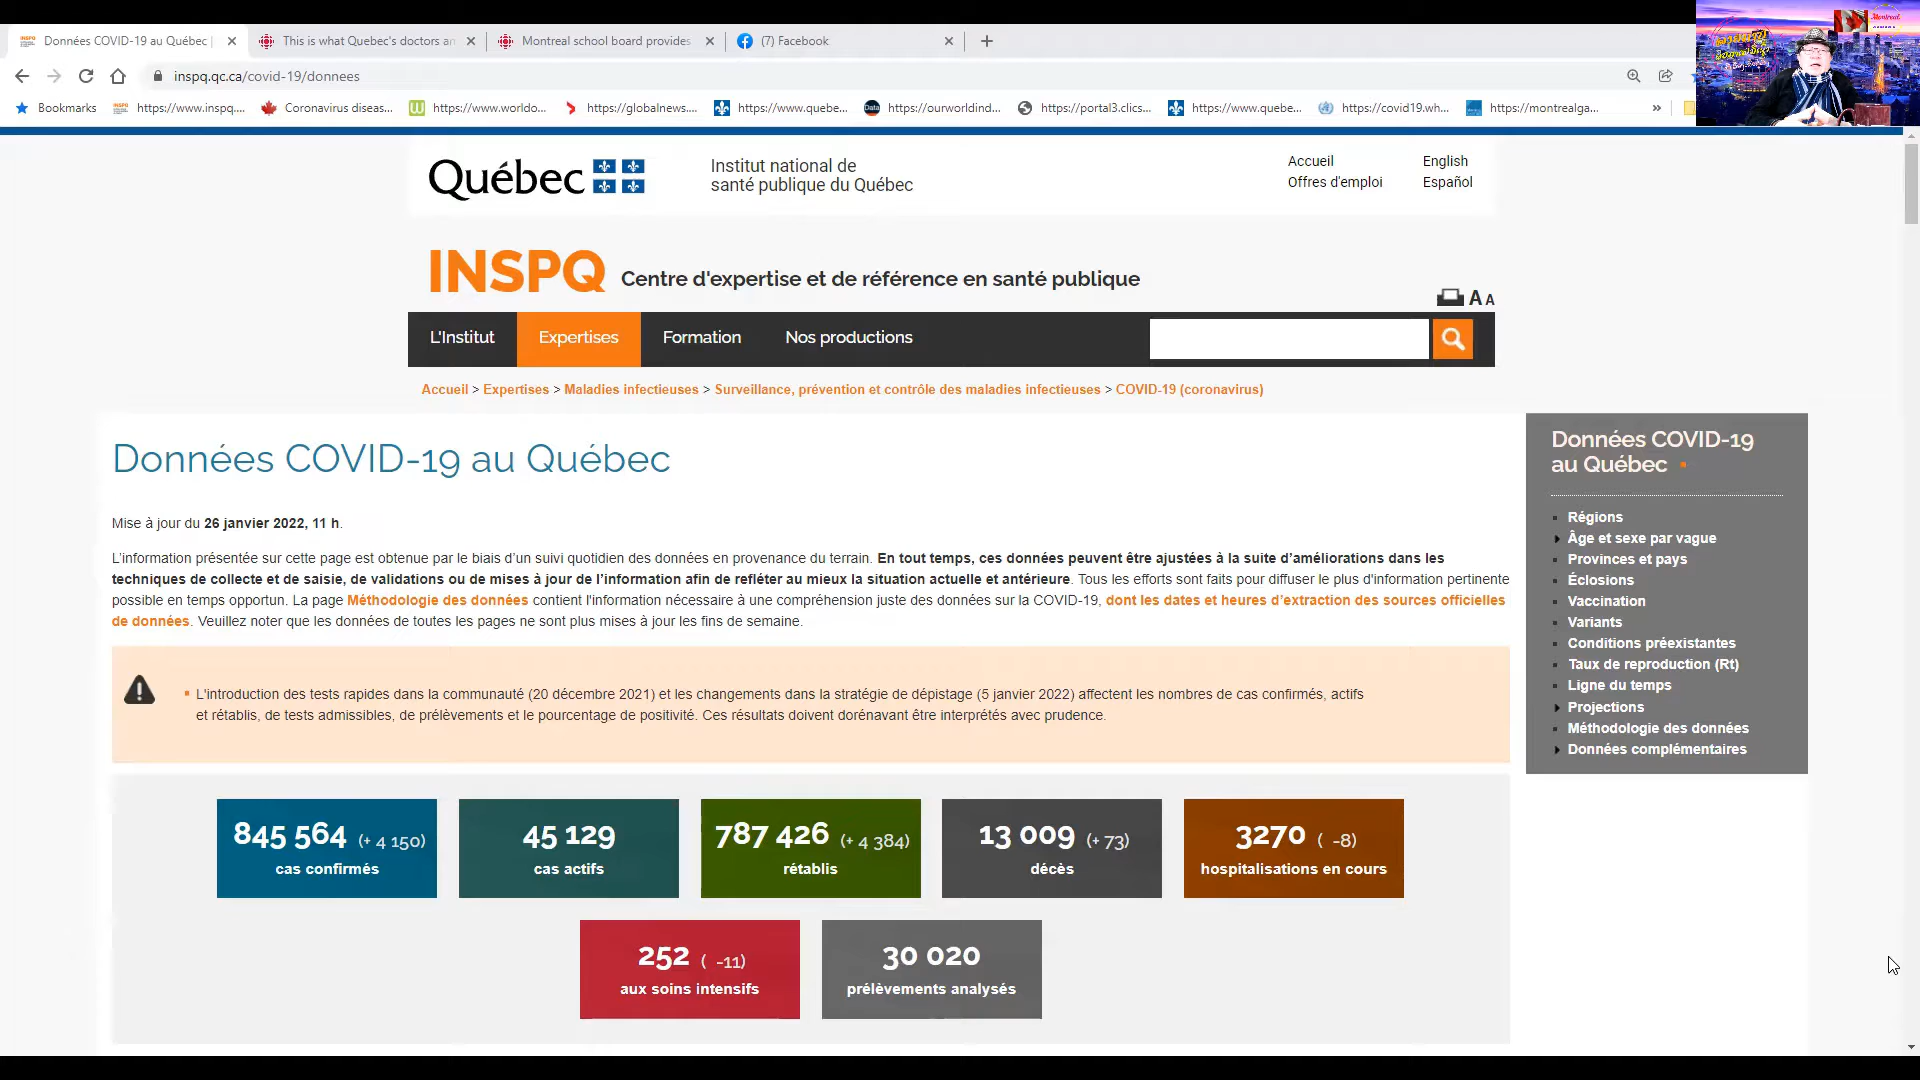 Données COVID-19 au Québec |
This is what Quebec's doctors an
Montreal school board provides
(7) Facebook
inspq.qc.ca/covid-19/donnees
Bookmarks
https://www.inspq....
Coronavirus diseas...
https://www.worldo...
https://globalnews....
https://www.quebe...
https://ourworldind...
https://portal3.clics...
https://www.quebe...
https://covid19.wh...
https://montrealga...
Montreal
Québec
Institut national de
santé publique du Québec
Accueil
English
Offres d'emploi
Español
INSPQ Centre d'expertise et de référence en santé publique
A A
L'Institut
Expertises
Formation
Nos productions
Accueil > Expertises > Maladies infectieuses > Surveillance, prévention et contrôle des maladies infectieuses > COVID-19 (coronavirus)
Données COVID-19 au Québec
Mise à jour du 26 janvier 2022, 11 h.
L'information présentée sur cette page est obtenue par le biais d'un suivi quotidien des données en provenance du terrain. En tout temps, ces données peuvent être ajustées à la suite d'améliorations dans les
techniques de collecte et de saisie, de validations ou de mises à jour de l'information afin de refléter au mieux la situation actuelle et antérieure. Tous les efforts sont faits pour diffuser le plus d'information pertinente
possible en temps opportun. La page Méthodologie des données contient l'information nécessaire à une compréhension juste des données sur la COVID-19, dont les dates et heures d'extraction des sources officielles
de données. Veuillez noter que les données de toutes les pages ne sont plus mises à jour les fins de semaine.
L'introduction des tests rapides dans la communauté (20 décembre 2021) et les changements dans la stratégie de dépistage (5 janvier 2022) affectent les nombres de cas confirmés, actifs
et rétablis, de tests admissibles, de prélèvements et le pourcentage de positivité. Ces résultats doivent dorénavant être interprétés avec prudence.
845 564 (+ 4 150)
cas confirmés
45 129
cas actifs
787 426 (+ 4 384)
rétablis
13 009 (+ 73)
décès
3270 ( -8)
hospitalisations en cours
252 ( -11)
aux soins intensifs
30 020
prélèvements analysés
Données COVID-19
au Québec
Régions
Âge et sexe par vague
Provinces et pays
Éclosions
Vaccination
Variants
Conditions préexistantes
Taux de reproduction (Rt)
Ligne du temps
Projections
Méthodologie des données
Données complémentaires